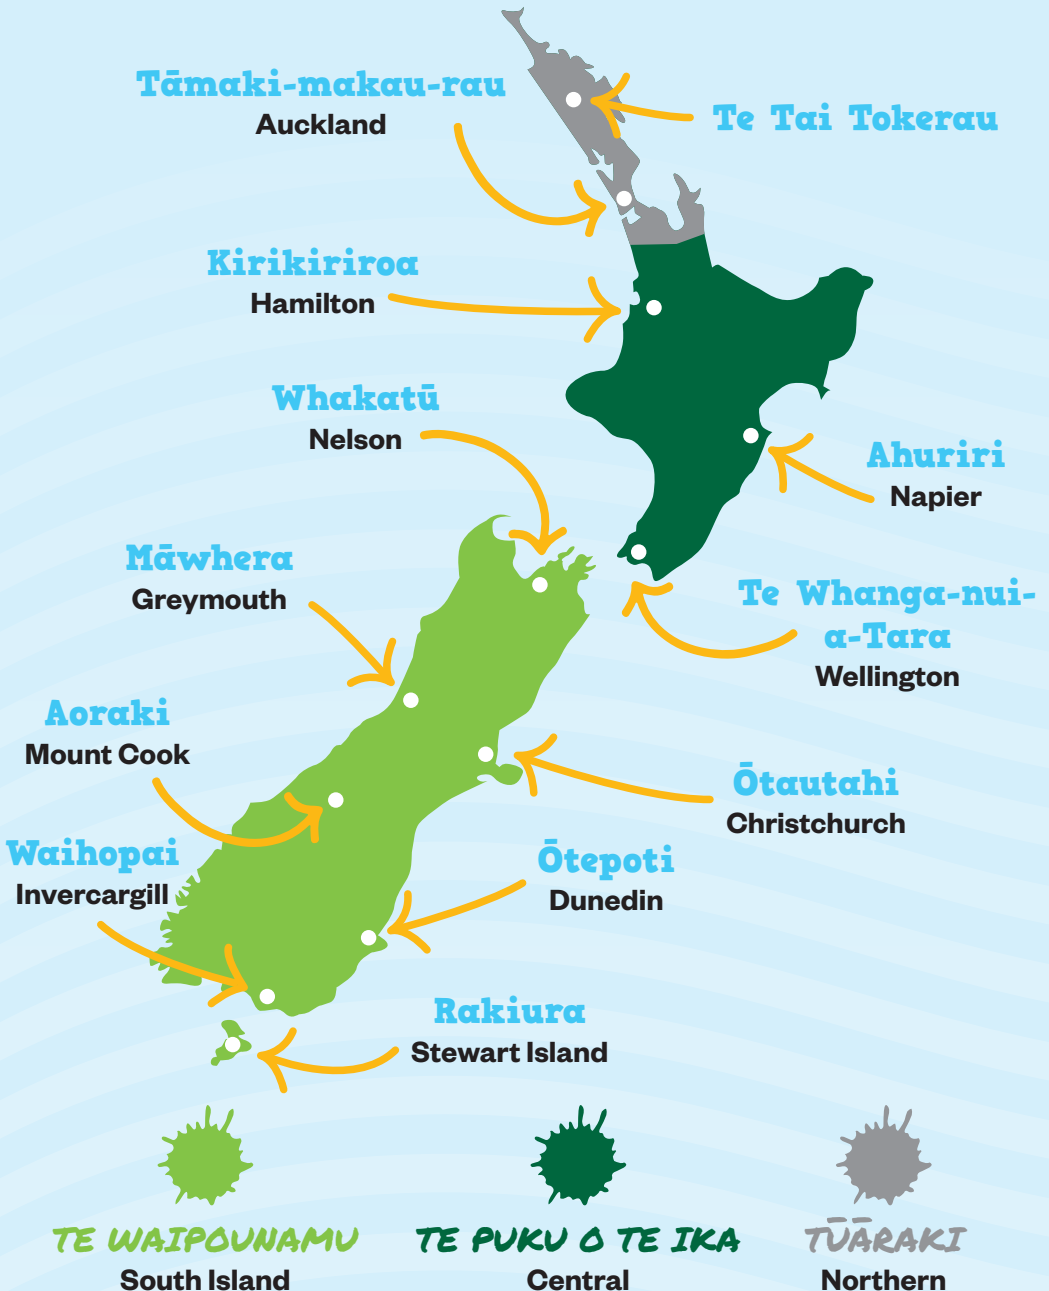 Tāmaki-makau-rau
Auckland
Te Tai Tokerau
Kirikiriroa
Hamilton
Whakatū
Nelson
Ahuriri
Napier
Māwhera
Greymouth
Te Whanga-nui-
a-Tara
Wellington
Aoraki
Mount Cook
Ōtautahi
Christchurch
Waihopai
Invercargill
Ōtepoti
Dunedin
Rakiura
Stewart Island
TE WAIPOUNAMU
South Island
TE PUKU O TE IKA
Central
TŪĀRAKI
Northern